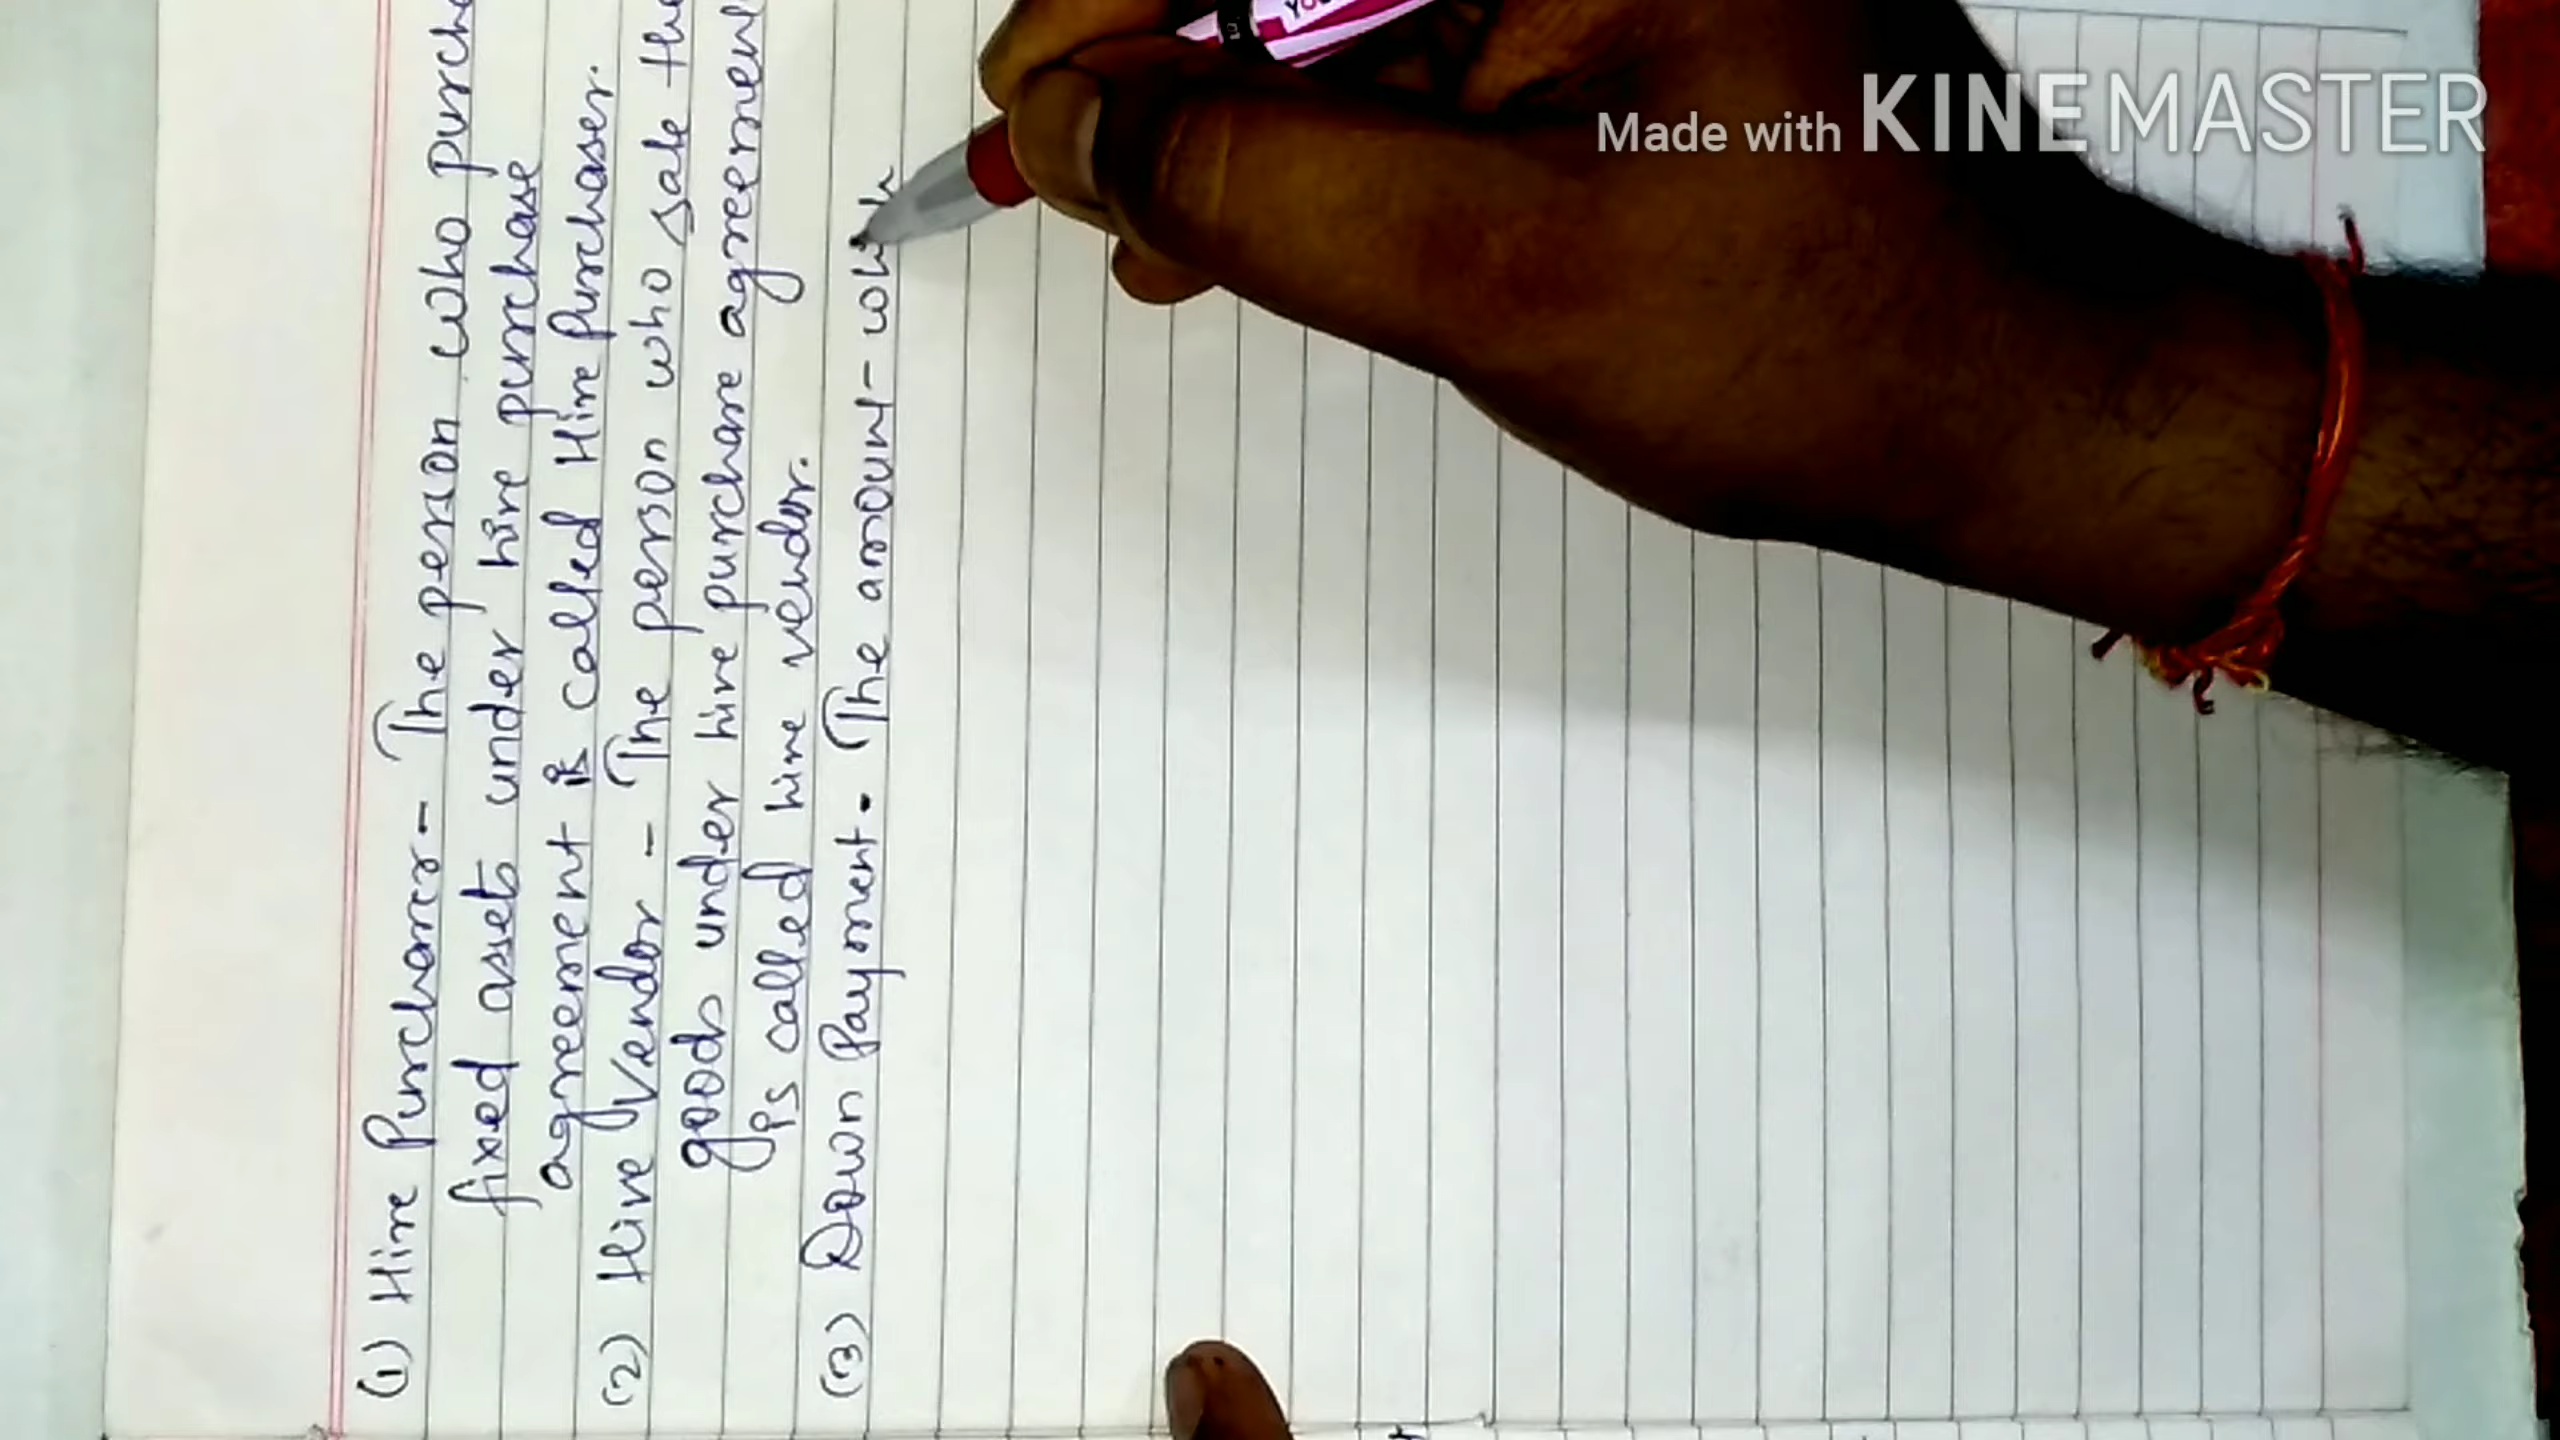 (1) Hire Purchaser - The person who purcha
fixed assets under hire purchase
agreement is called Hire Purchaser.
(2) Hire Vendor - The person who sale the
goods under hire purchase agreement
is called hire vendor.
(3) Down Payment - The amount - which
Made with KINEMASTER